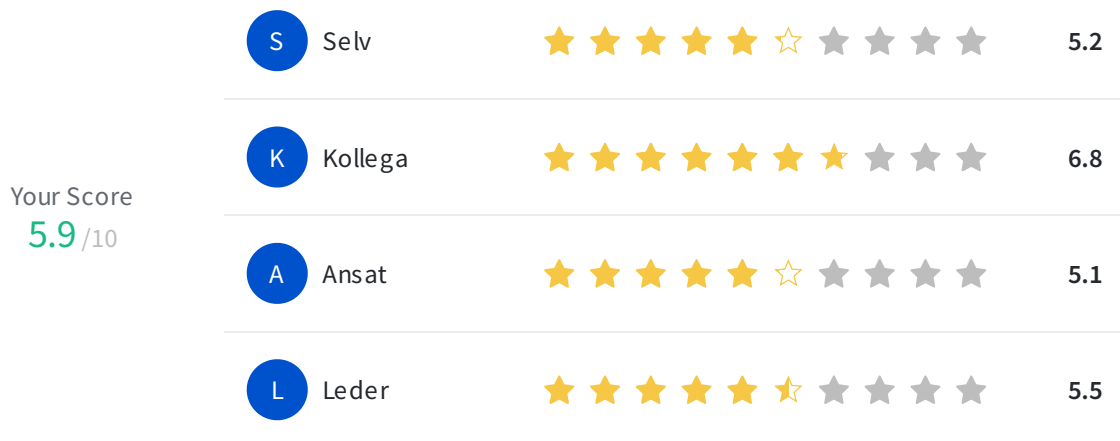 S Selv 5.2
K Kollega 6.8
Your Score
5.9 /10
A Ansat 5.1
L Leder 5.5